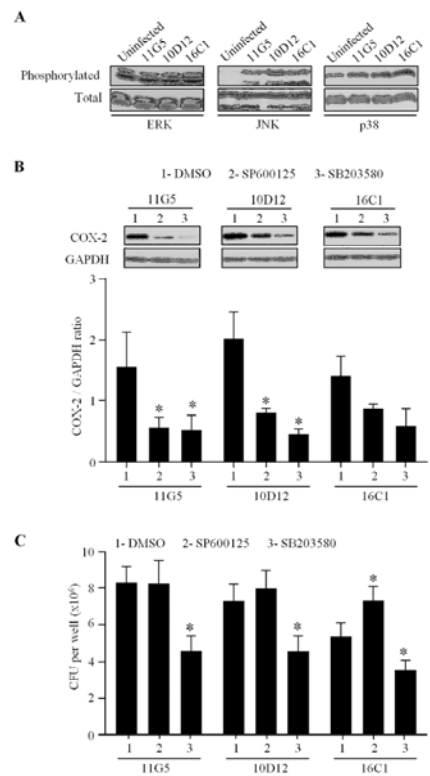 A
Uninfected 11G5 10D12 16C1 Uninfected 11G5 10D12 16C1 Uninfected 11G5 10D12 16C1
Phosphorylated
Total
ERK JNK p38
B
1- DMSO 2- SP600125 3- SB203580
11G5 10D12 16C1
1 2 3 1 2 3 1 2 3
COX-2
GAPDH
COX-2 / GAPDH ratio
3
2
1
0
* * * *
1 2 3 1 2 3 1 2 3
11G5 10D12 16C1
C
1- DMSO 2- SP600125 3- SB203580
CFU per well (x10⁶)
10
8
6
4
2
0
* * * *
1 2 3 1 2 3 1 2 3
11G5 10D12 16C1